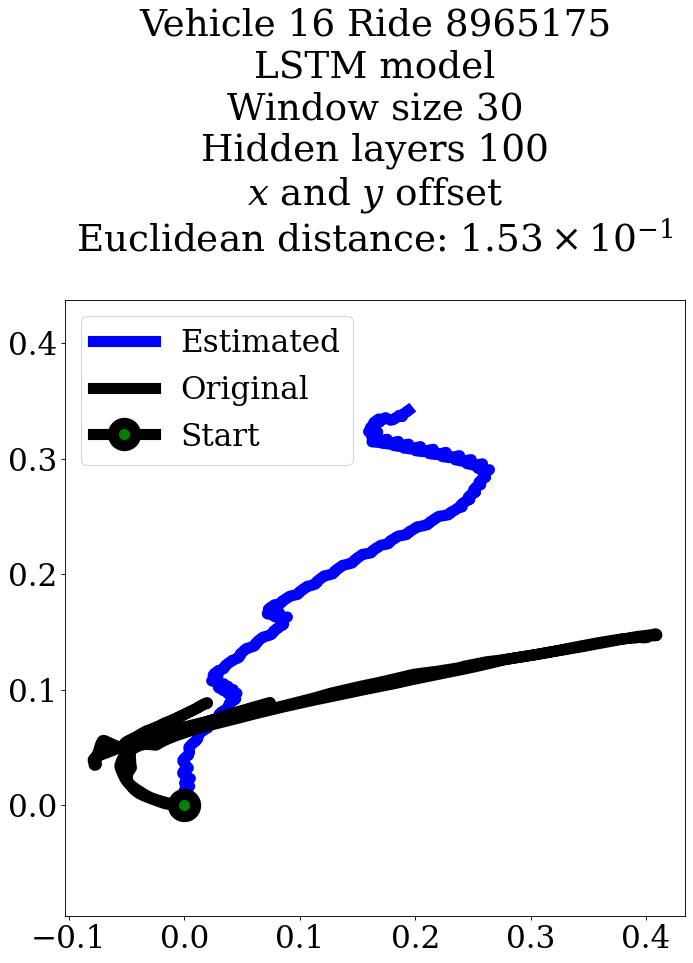 Vehicle 16 Ride 8965175
LSTM model
Window size 30
Hidden layers 100
x and y offset
Euclidean distance: 1.53 × 10⁻¹
Estimated
Original
Start
0.4
0.3
0.2
0.1
0.0
−0.1 0.0 0.1 0.2 0.3 0.4